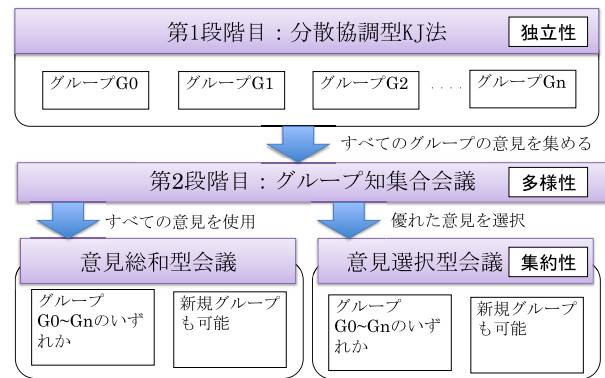 第1段階目：分散協調型KJ法 独立性
グループG0 グループG1 グループG2 ‥‥ グループGn
すべてのグループの意見を集める
第2段階目：グループ知集合会議 多様性
すべての意見を使用 優れた意見を選択
意見総和型会議 意見選択型会議 集約性
グループ
G0~Gnのいず
れか
新規グループ
も可能
グループ
G0~Gnのいず
れか
新規グループ
も可能